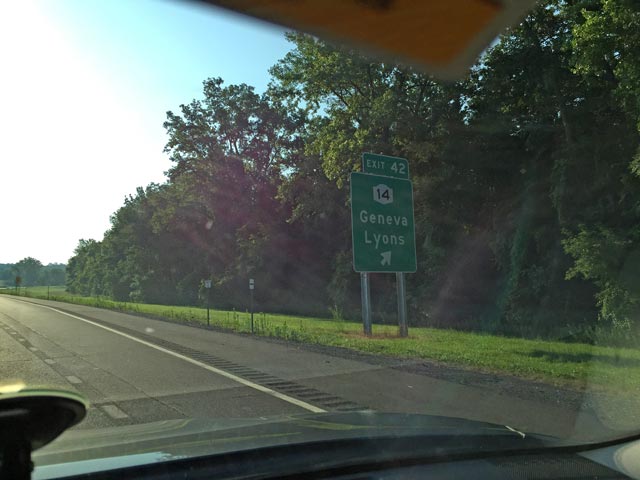 EXIT 42
14
Geneva
Lyons